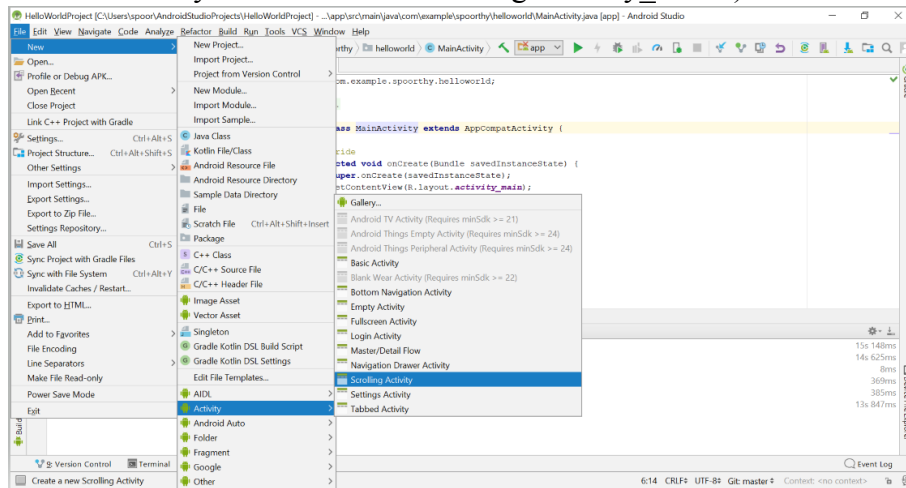 HelloWorldProject [C:\Users\spoor\AndroidStudioProjects\HelloWorldProject] - ...\app\src\main\java\com\example\spoorthy\helloworld\MainActivity.java [app] - Android Studio
File Edit View Navigate Code Analyze Refactor Build Run Tools VCS Window Help
helloworld MainActivity app
New
Open...
Profile or Debug APK...
Open Recent
Close Project
Link C++ Project with Gradle
Settings... Ctrl+Alt+S
Project Structure... Ctrl+Alt+Shift+S
Other Settings
Import Settings...
Export Settings...
Export to Zip File...
Settings Repository...
Save All Ctrl+S
Sync Project with Gradle Files
Sync with File System Ctrl+Alt+Y
Invalidate Caches / Restart...
Export to HTML...
Print...
Add to Favorites
File Encoding
Line Separators
Make File Read-only
Power Save Mode
Exit
New Project...
Import Project...
Project from Version Control
New Module...
Import Module...
Import Sample...
Java Class
Kotlin File/Class
Android Resource File
Android Resource Directory
Sample Data Directory
File
Scratch File Ctrl+Alt+Shift+Insert
Package
C++ Class
C/C++ Source File
C/C++ Header File
Image Asset
Vector Asset
Singleton
Gradle Kotlin DSL Build Script
Gradle Kotlin DSL Settings
Edit File Templates...
AIDL
Activity
Android Auto
Folder
Fragment
Google
Other
om.example.spoorthy.helloworld;
ass MainActivity extends AppCompatActivity {
ride
cted void onCreate(Bundle savedInstanceState) {
uper.onCreate(savedInstanceState);
etContentView(R.layout.activity_main);
Gallery...
Android TV Activity (Requires minSdk >= 21)
Android Things Empty Activity (Requires minSdk >= 24)
Android Things Peripheral Activity (Requires minSdk >= 24)
Basic Activity
Blank Wear Activity (Requires minSdk >= 22)
Bottom Navigation Activity
Empty Activity
Fullscreen Activity
Login Activity
Master/Detail Flow
Navigation Drawer Activity
Scrolling Activity
Settings Activity
Tabbed Activity
15s 148ms
14s 625ms
8ms
369ms
385ms
13s 847ms
Build
9: Version Control Terminal Event Log
Create a new Scrolling Activity 6:14 CRLF UTF-8 Git: master Context: <no context>